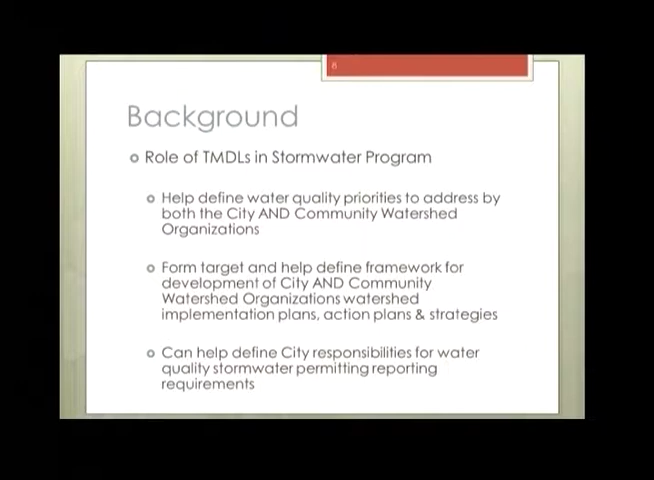 6
Background
Role of TMDLs in Stormwater Program
Help define water quality priorities to address by
both the City AND Community Watershed
Organizations
Form target and help define framework for
development of City AND Community
Watershed Organizations watershed
implementation plans, action plans & strategies
Can help define City responsibilities for water
quality stormwater permitting reporting
requirements